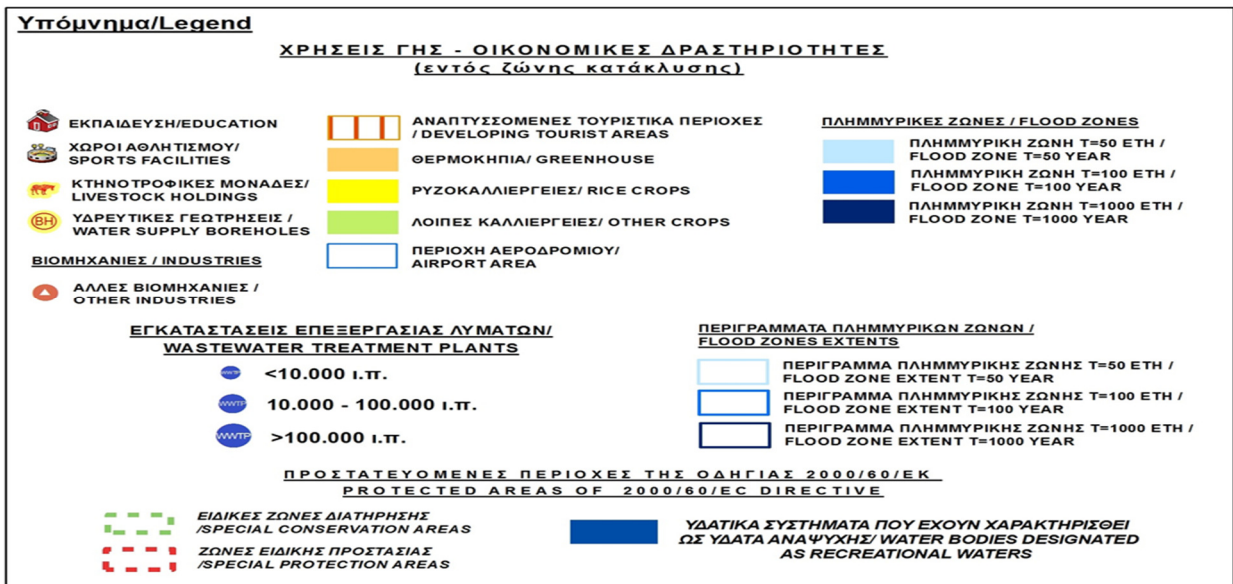 Υπόμνημα/Legend
ΧΡΗΣΕΙΣ ΓΗΣ - ΟΙΚΟΝΟΜΙΚΕΣ ΔΡΑΣΤΗΡΙΟΤΗΤΕΣ
(εντός ζώνης κατάκλυσης)
ΕΚΠΑΙΔΕΥΣΗ/EDUCATION
ΧΩΡΟΙ ΑΘΛΗΤΙΣΜΟΥ/
SPORTS FACILITIES
ΚΤΗΝΟΤΡΟΦΙΚΕΣ ΜΟΝΑΔΕΣ/
LIVESTOCK HOLDINGS
BH
ΥΔΡΕΥΤΙΚΕΣ ΓΕΩΤΡΗΣΕΙΣ /
WATER SUPPLY BOREHOLES
ΒΙΟΜΗΧΑΝΙΕΣ / INDUSTRIES
ΑΛΛΕΣ ΒΙΟΜΗΧΑΝΙΕΣ /
OTHER INDUSTRIES
ΑΝΑΠΤΥΣΣΟΜΕΝΕΣ ΤΟΥΡΙΣΤΙΚΑ ΠΕΡΙΟΧΕΣ
/ DEVELOPING TOURIST AREAS
ΘΕΡΜΟΚΗΠΙΑ/ GREENHOUSE
ΡΥΖΟΚΑΛΛΙΕΡΓΕΙΕΣ/ RICE CROPS
ΛΟΙΠΕΣ ΚΑΛΛΙΕΡΓΕΙΕΣ/ OTHER CROPS
ΠΕΡΙΟΧΗ ΑΕΡΟΔΡΟΜΙΟΥ/
AIRPORT AREA
ΠΛΗΜΜΥΡΙΚΕΣ ΖΩΝΕΣ / FLOOD ZONES
ΠΛΗΜΜΥΡΙΚΗ ΖΩΝΗ T=50 ΕΤΗ /
FLOOD ZONE T=50 YEAR
ΠΛΗΜΜΥΡΙΚΗ ΖΩΝΗ T=100 ΕΤΗ /
FLOOD ZONE T=100 YEAR
ΠΛΗΜΜΥΡΙΚΗ ΖΩΝΗ T=1000 ΕΤΗ /
FLOOD ZONE T=1000 YEAR
ΕΓΚΑΤΑΣΤΑΣΕΙΣ ΕΠΕΞΕΡΓΑΣΙΑΣ ΛΥΜΑΤΩΝ/
WASTEWATER TREATMENT PLANTS
WWTP <10.000 ι.π.
WWTP 10.000 - 100.000 ι.π.
WWTP >100.000 ι.π.
ΠΕΡΙΓΡΑΜΜΑΤΑ ΠΛΗΜΜΥΡΙΚΩΝ ΖΩΝΩΝ /
FLOOD ZONES EXTENTS
ΠΕΡΙΓΡΑΜΜΑ ΠΛΗΜΜΥΡΙΚΗΣ ΖΩΝΗΣ T=50 ΕΤΗ /
FLOOD ZONE EXTENT T=50 YEAR
ΠΕΡΙΓΡΑΜΜΑ ΠΛΗΜΜΥΡΙΚΗΣ ΖΩΝΗΣ T=100 ΕΤΗ /
FLOOD ZONE EXTENT T=100 YEAR
ΠΕΡΙΓΡΑΜΜΑ ΠΛΗΜΜΥΡΙΚΗΣ ΖΩΝΗΣ T=1000 ΕΤΗ /
FLOOD ZONE EXTENT T=1000 YEAR
ΠΡΟΣΤΑΤΕΥΟΜΕΝΕΣ ΠΕΡΙΟΧΕΣ ΤΗΣ ΟΔΗΓΙΑΣ 2000/60/ΕΚ
PROTECTED AREAS OF 2000/60/EC DIRECTIVE
ΕΙΔΙΚΕΣ ΖΩΝΕΣ ΔΙΑΤΗΡΗΣΗΣ
/SPECIAL CONSERVATION AREAS
ΖΩΝΕΣ ΕΙΔΙΚΗΣ ΠΡΟΣΤΑΣΙΑΣ
/SPECIAL PROTECTION AREAS
ΥΔΑΤΙΚΑ ΣΥΣΤΗΜΑΤΑ ΠΟΥ ΕΧΟΥΝ ΧΑΡΑΚΤΗΡΙΣΘΕΙ
ΩΣ ΥΔΑΤΑ ΑΝΑΨΥΧΗΣ/ WATER BODIES DESIGNATED
AS RECREATIONAL WATERS